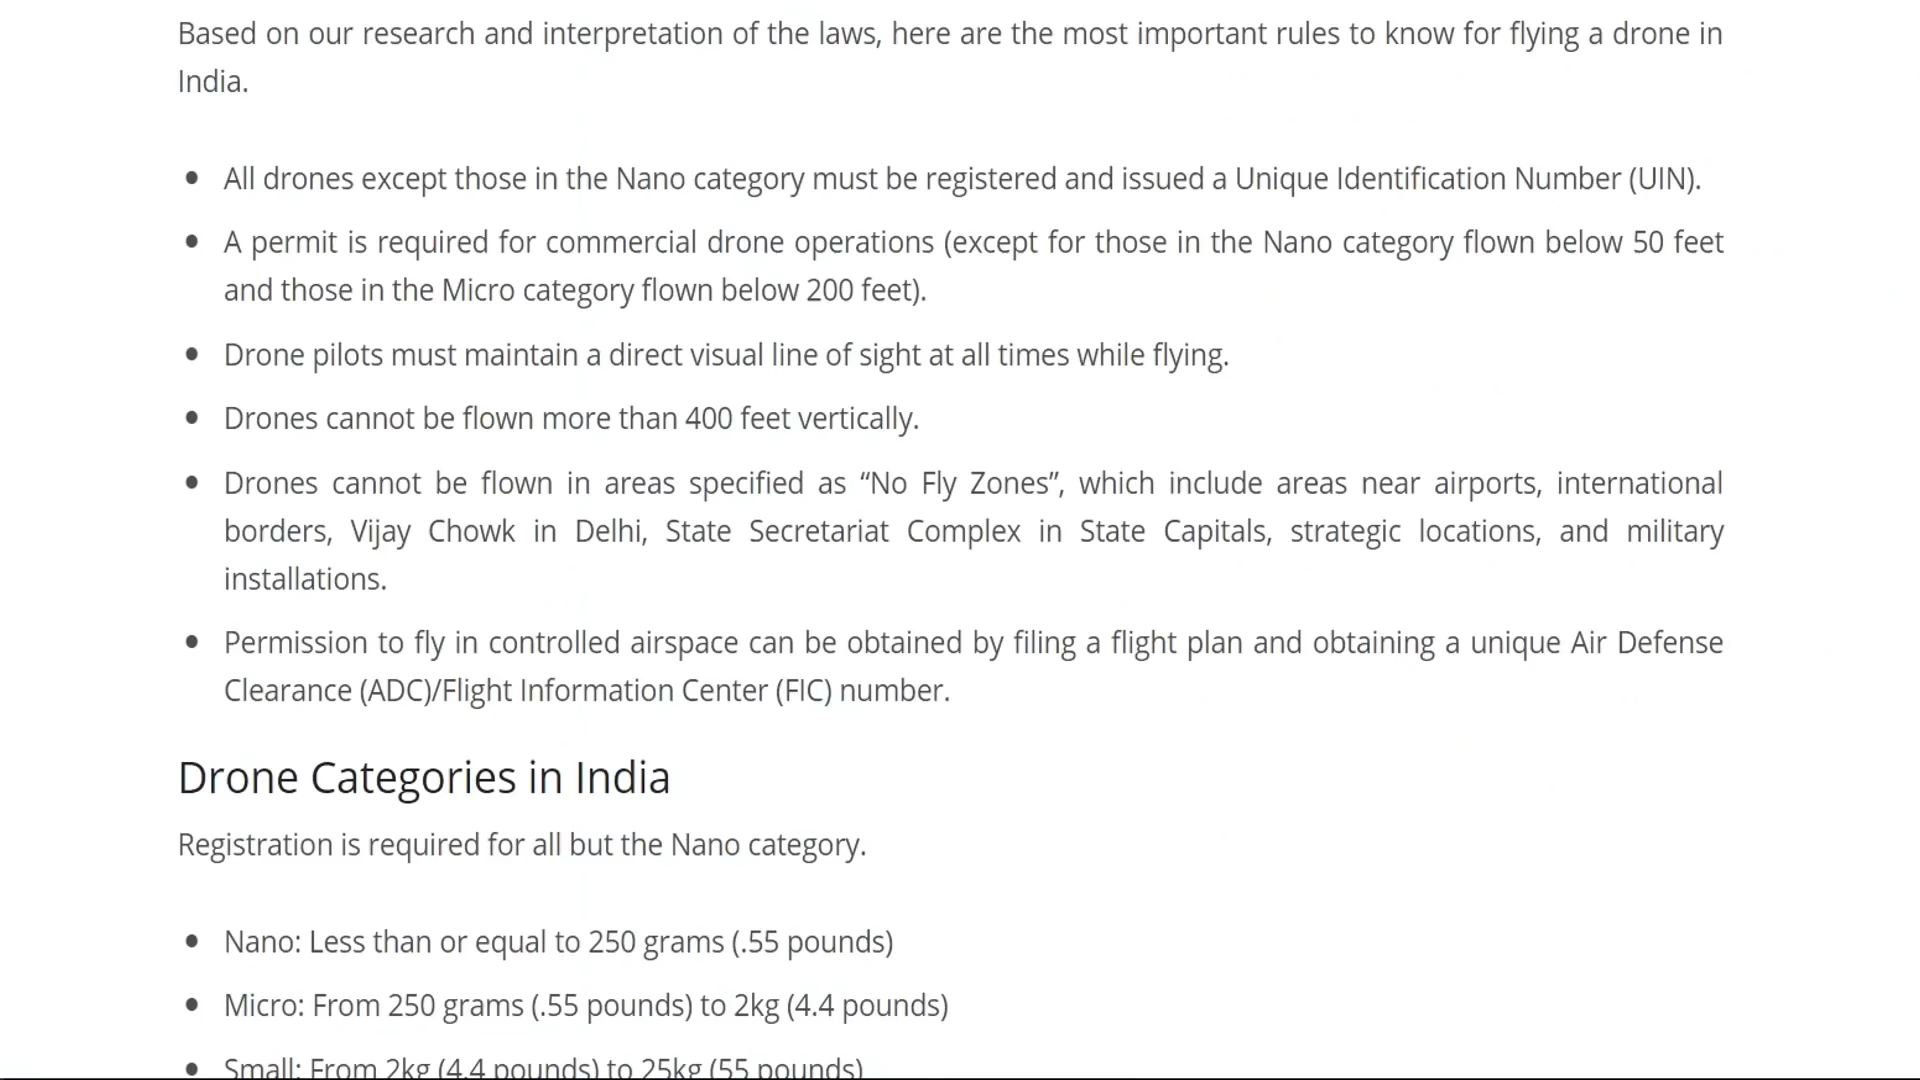 Based on our research and interpretation of the laws, here are the most important rules to know for flying a drone in
India.
• All drones except those in the Nano category must be registered and issued a Unique Identification Number (UIN).
• A permit is required for commercial drone operations (except for those in the Nano category flown below 50 feet
and those in the Micro category flown below 200 feet).
• Drone pilots must maintain a direct visual line of sight at all times while flying.
• Drones cannot be flown more than 400 feet vertically.
• Drones cannot be flown in areas specified as “No Fly Zones”, which include areas near airports, international
borders, Vijay Chowk in Delhi, State Secretariat Complex in State Capitals, strategic locations, and military
installations.
• Permission to fly in controlled airspace can be obtained by filing a flight plan and obtaining a unique Air Defense
Clearance (ADC)/Flight Information Center (FIC) number.
Drone Categories in India
Registration is required for all but the Nano category.
• Nano: Less than or equal to 250 grams (.55 pounds)
• Micro: From 250 grams (.55 pounds) to 2kg (4.4 pounds)
• Small: From 2kg (4.4 pounds) to 25kg (55 pounds)